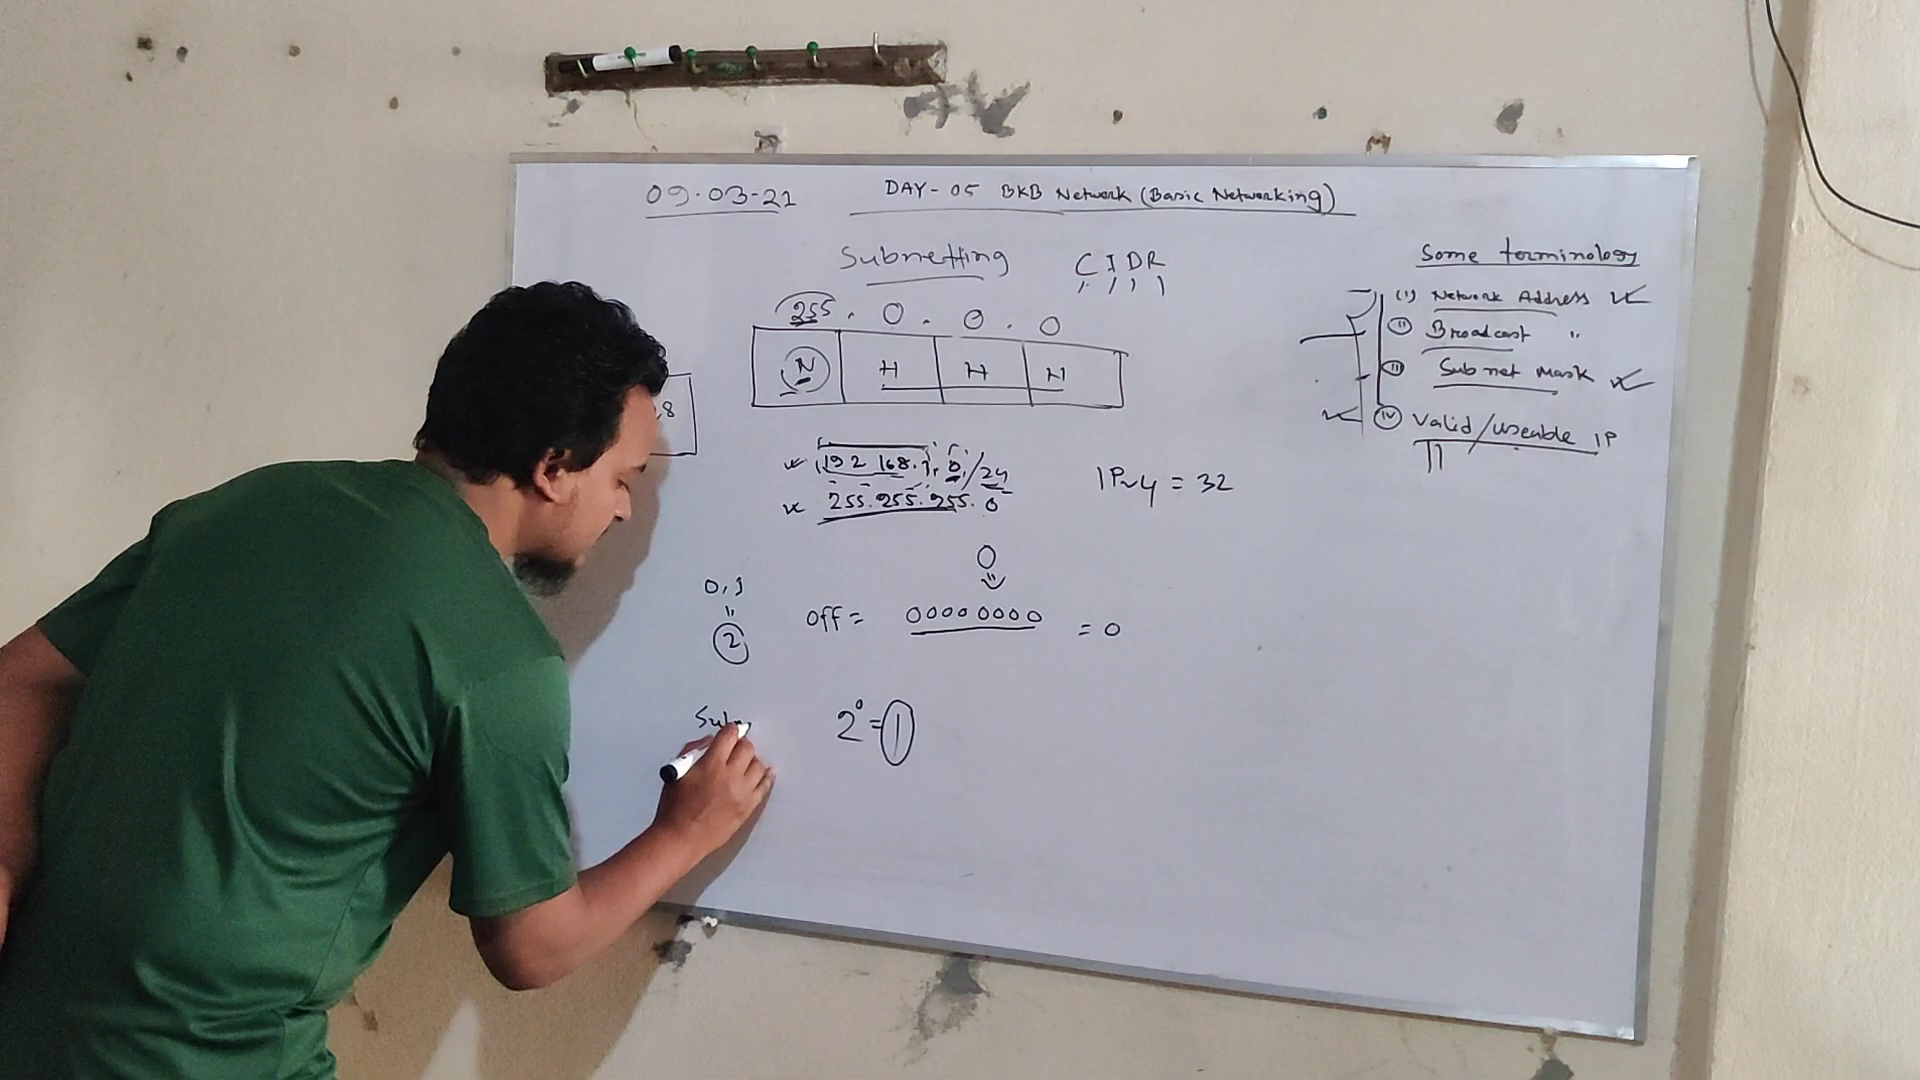 09-03-21 DAY-05 BKB Network (Basic Networking)
Subnetting CIDR
255. 0. 0. 0
N H H H
8
192 168.1.0/24
255.255.255.0
IPv4 = 32
0
0,1
"
2
Off = 00000000 = 0
Subn
2⁰=1
Some terminology
(i) Network Address
(ii) Broadcast "
(iii) Subnet Mask
(iv) Valid/useable IP